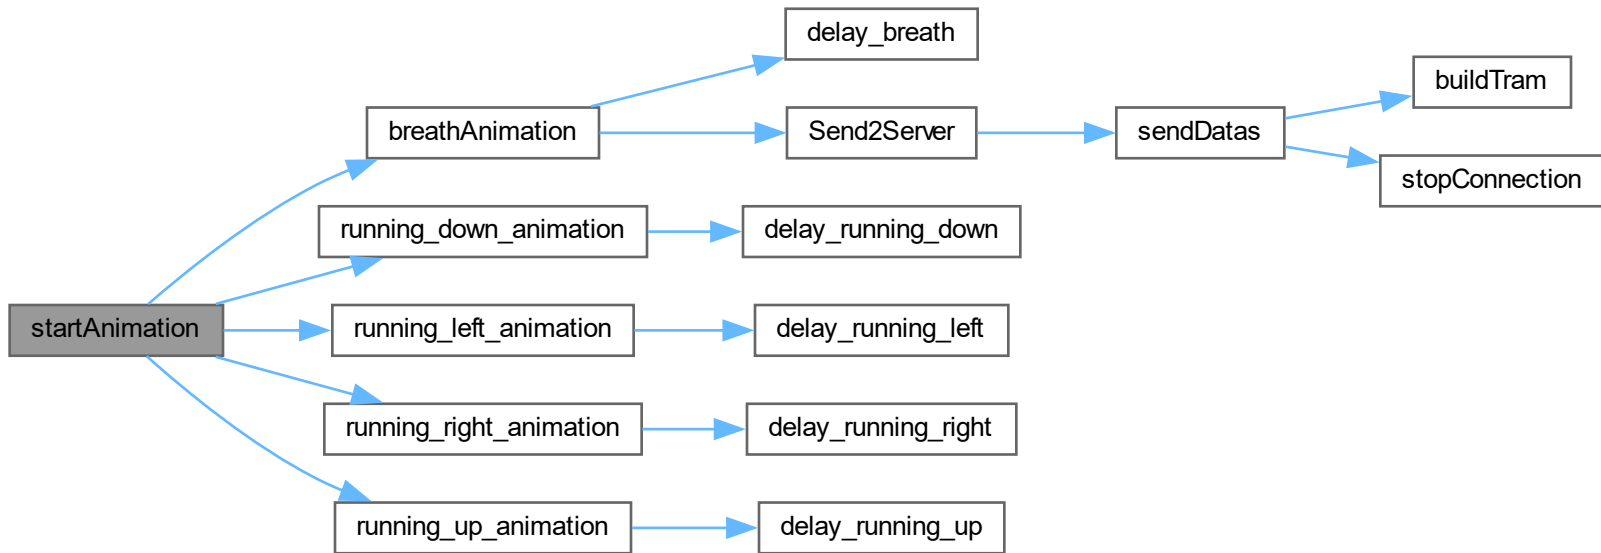 startAnimation
breathAnimation
delay_breath
Send2Server
sendDatas
buildTram
stopConnection
running_down_animation
delay_running_down
running_left_animation
delay_running_left
running_right_animation
delay_running_right
running_up_animation
delay_running_up